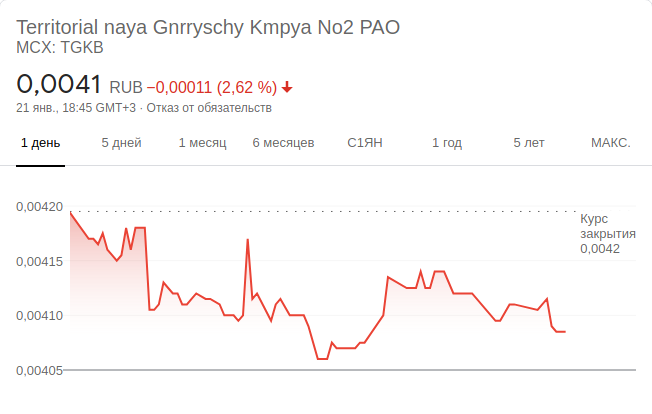 Territorial naya Gnrryschy Kmpya No2 PAO
MCX: TGKB
0,0041 RUB −0,00011 (2,62 %)
21 янв., 18:45 GMT+3 · Отказ от обязательств
1 день 5 дней 1 месяц 6 месяцев С1ЯН 1 год 5 лет МАКС.
0,00420
0,00415
0,00410
0,00405
Курс
закрытия
0,0042